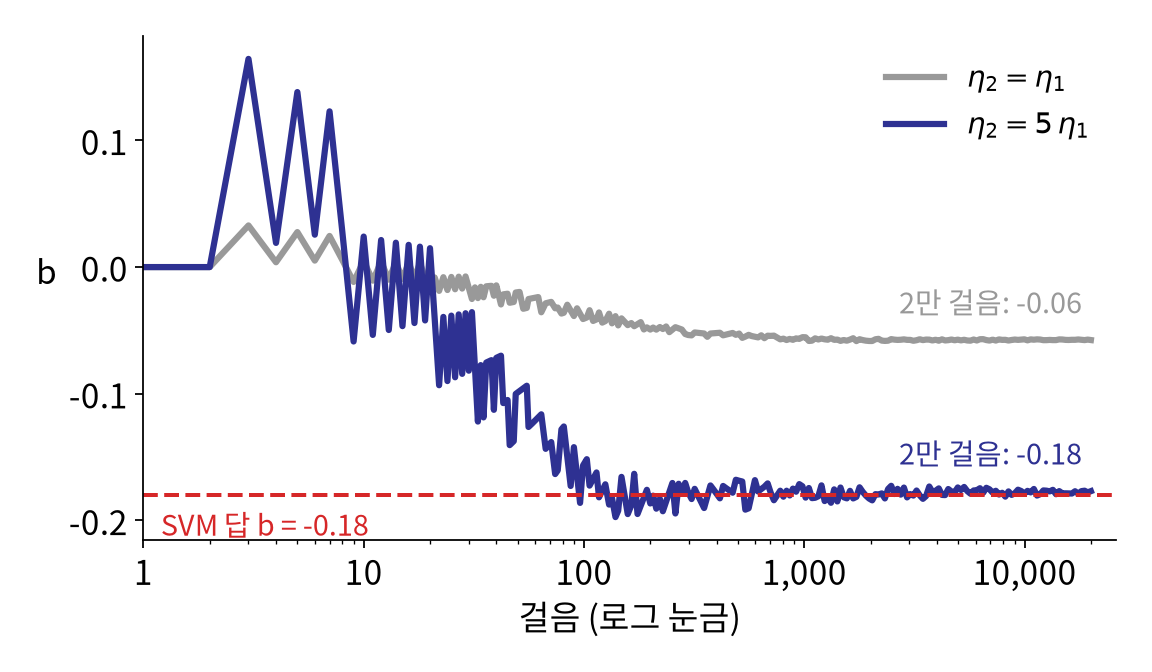 η₂ = η₁
η₂ = 5 η₁
0.1
b
0.0
-0.1
-0.2
2만 걸음: -0.06
2만 걸음: -0.18
SVM 답 b = -0.18
1 10 100 1,000 10,000
걸음 (로그 눈금)